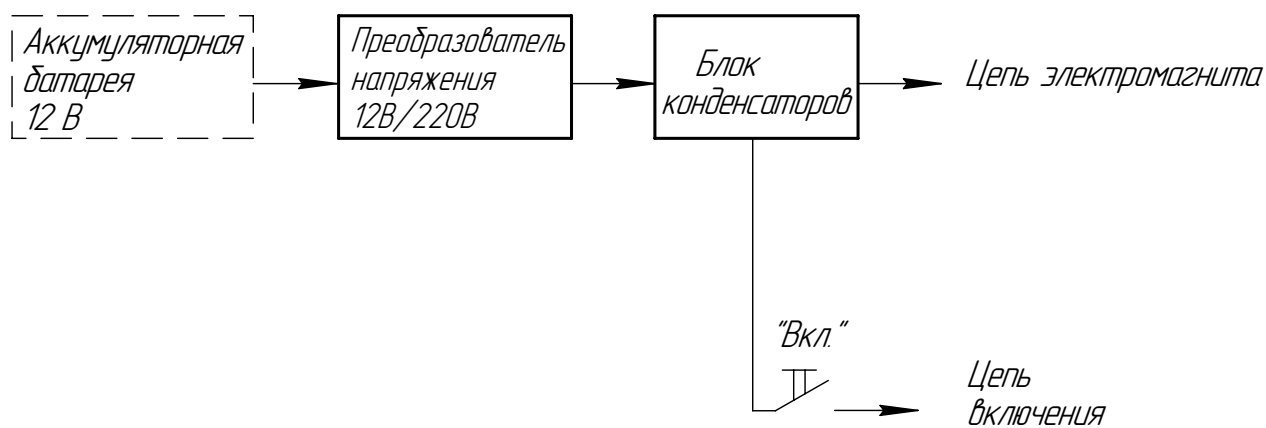 Аккумуляторная
батарея
12 В
Преобразователь
напряжения
12В/220В
Блок
конденсаторов
Цепь электромагнита
"Вкл."
Цепь
включения